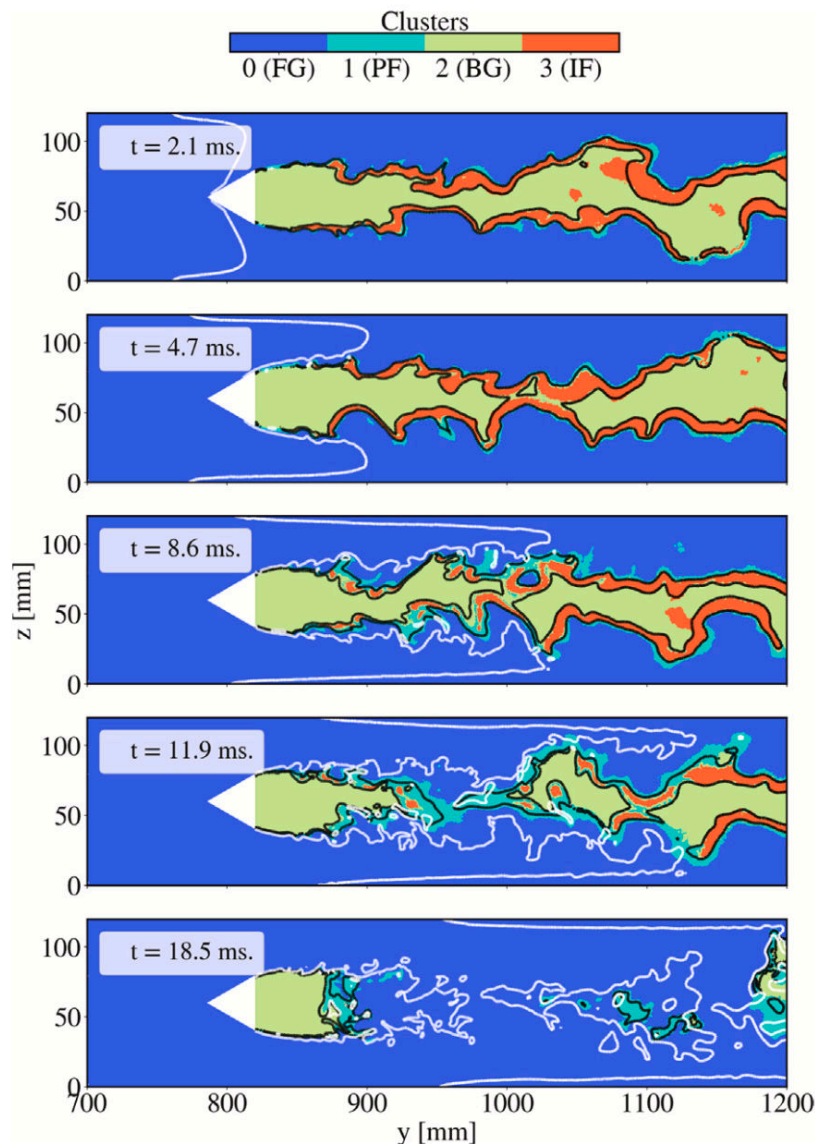 Clusters
0 (FG) 1 (PF) 2 (BG) 3 (IF)
100
t = 2.1 ms.
50
0
100
t = 4.7 ms.
50
0
100
t = 8.6 ms.
50
z [mm]
0
100
t = 11.9 ms.
50
0
100
t = 18.5 ms.
50
0
700 800 900 1000 1100 1200
y [mm]